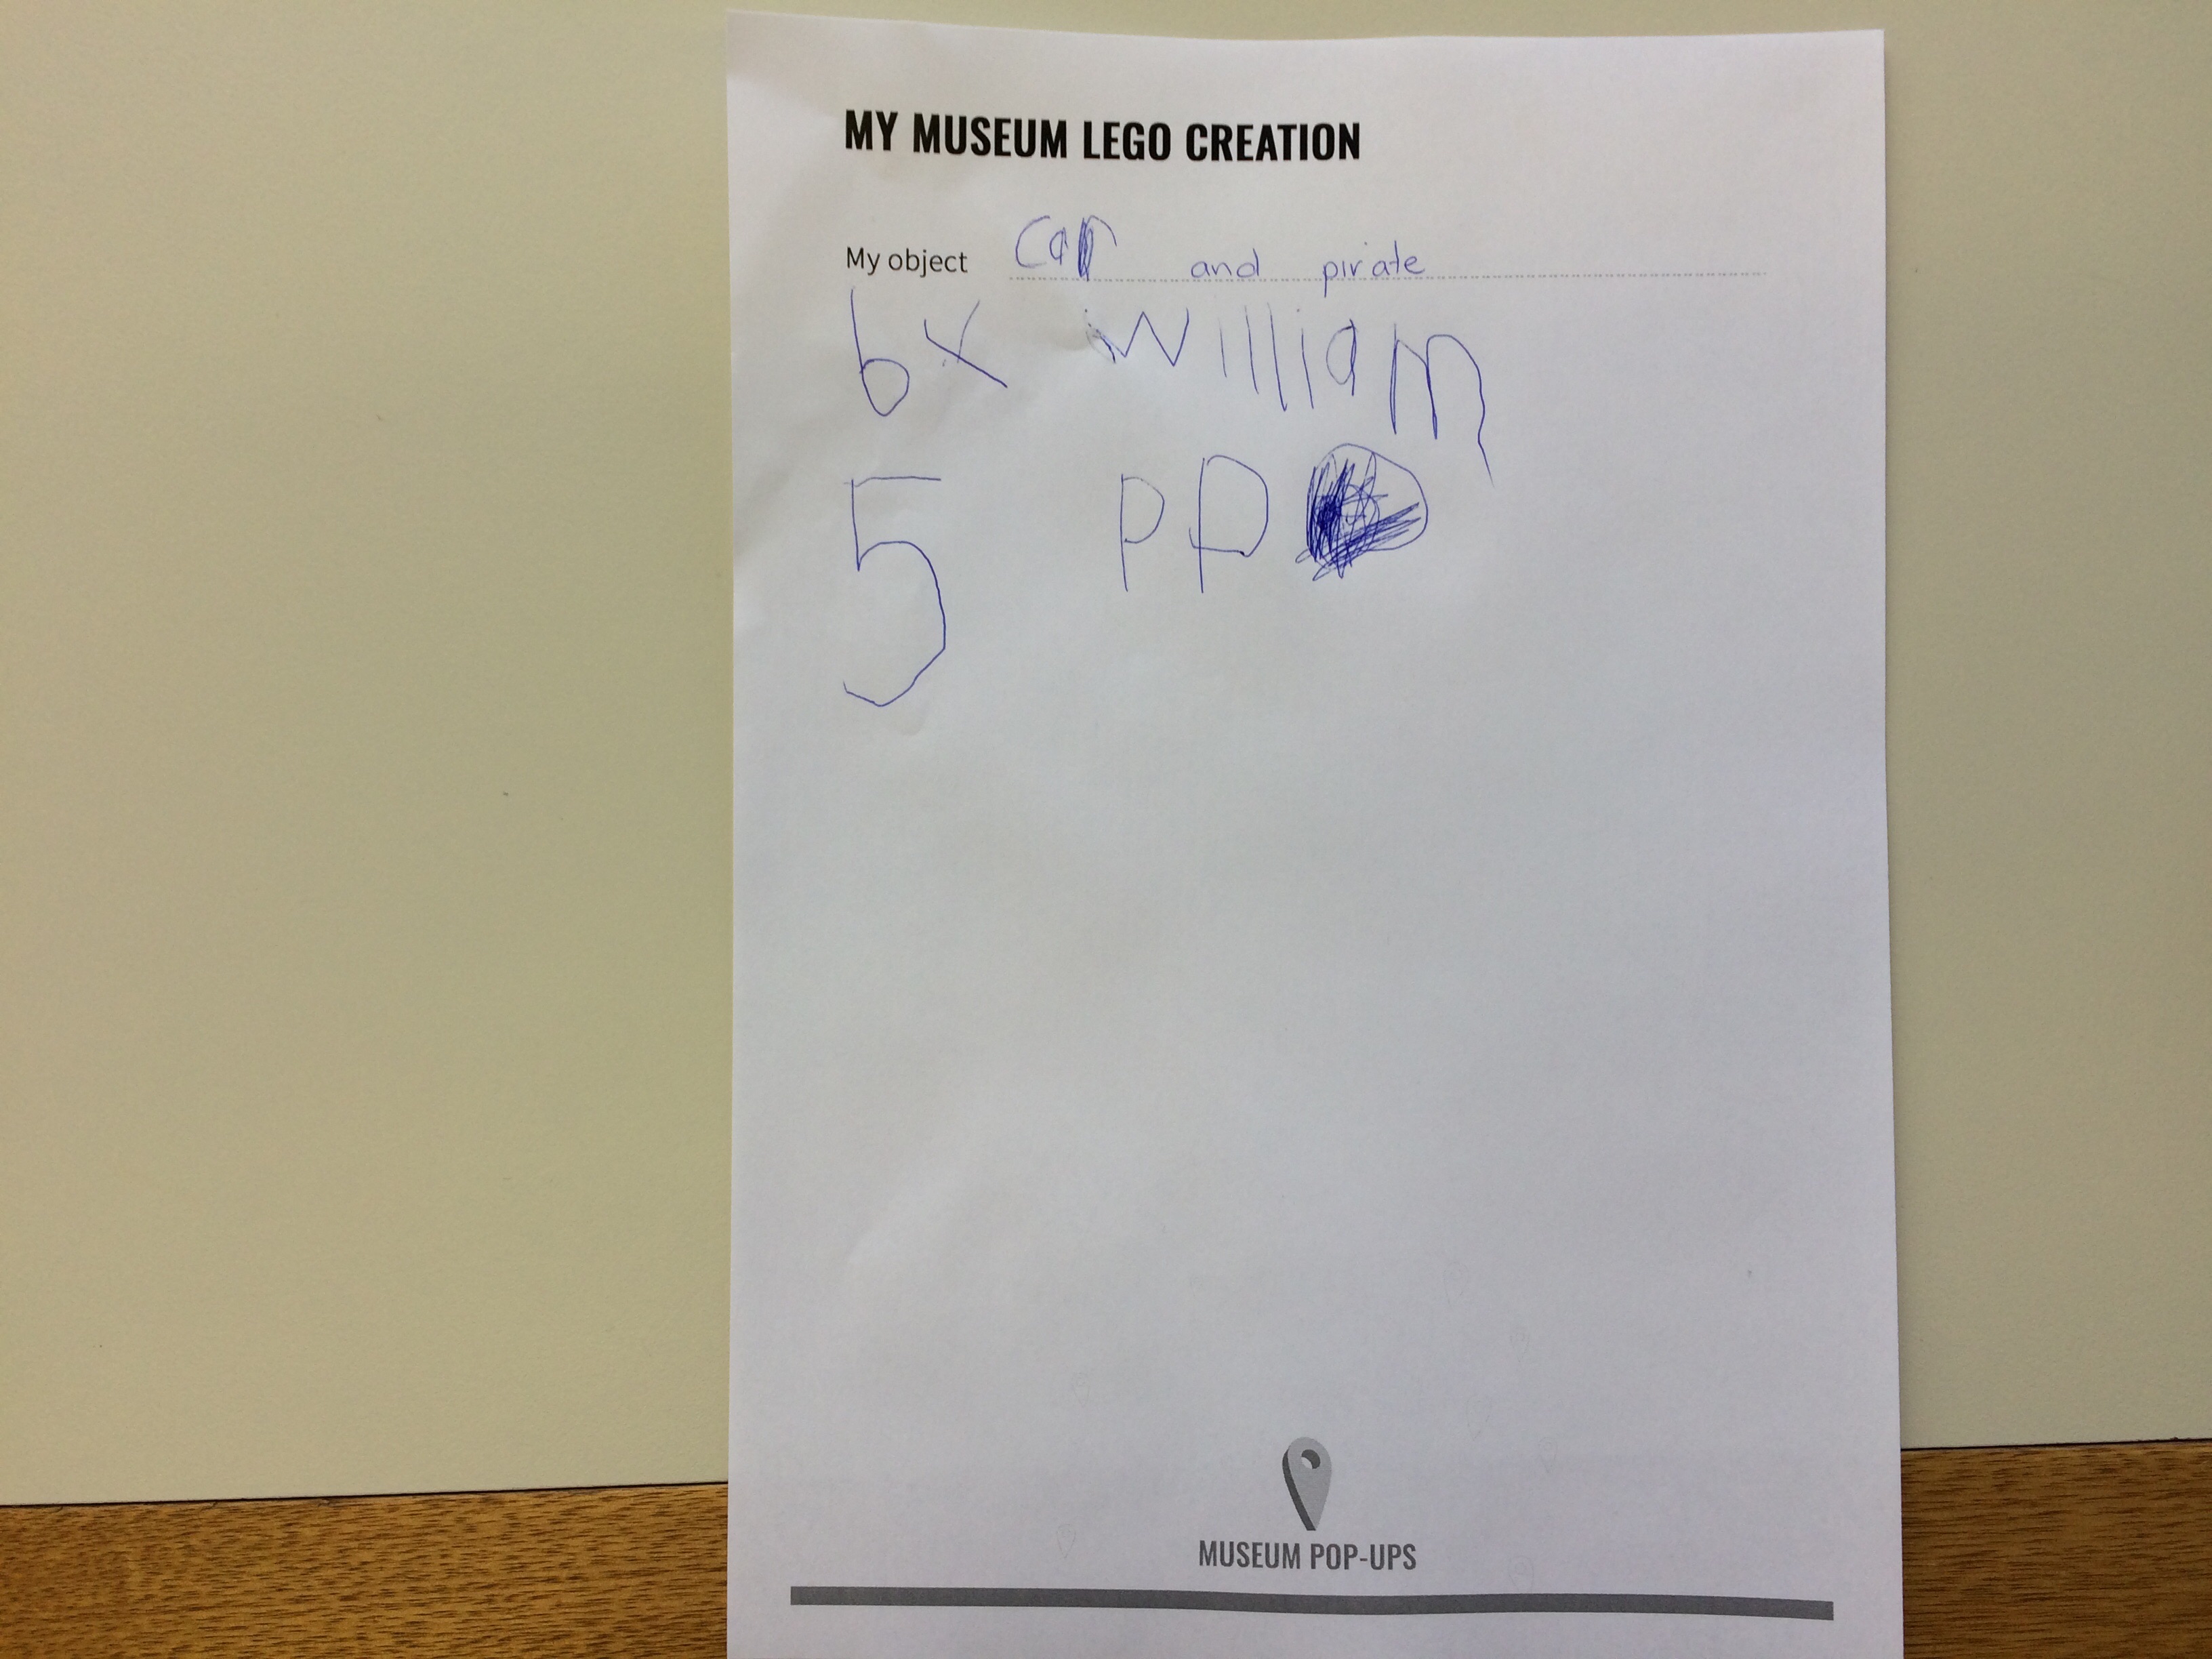 MY MUSEUM LEGO CREATION
My object car and pirate
by William
5 PP
MUSEUM POP-UPS